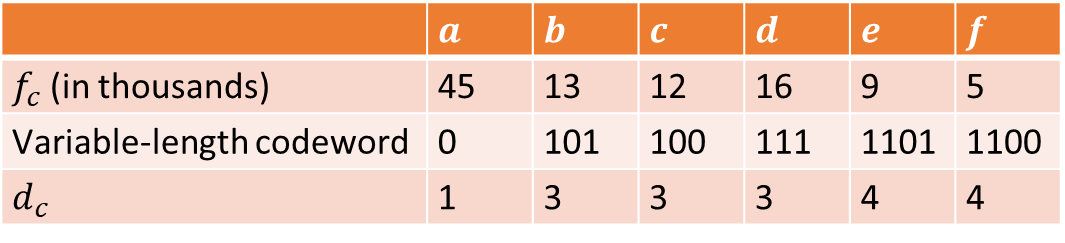 a b c d e f
f_c (in thousands) 45 13 12 16 9 5
Variable-length codeword 0 101 100 111 1101 1100
d_c 1 3 3 3 4 4